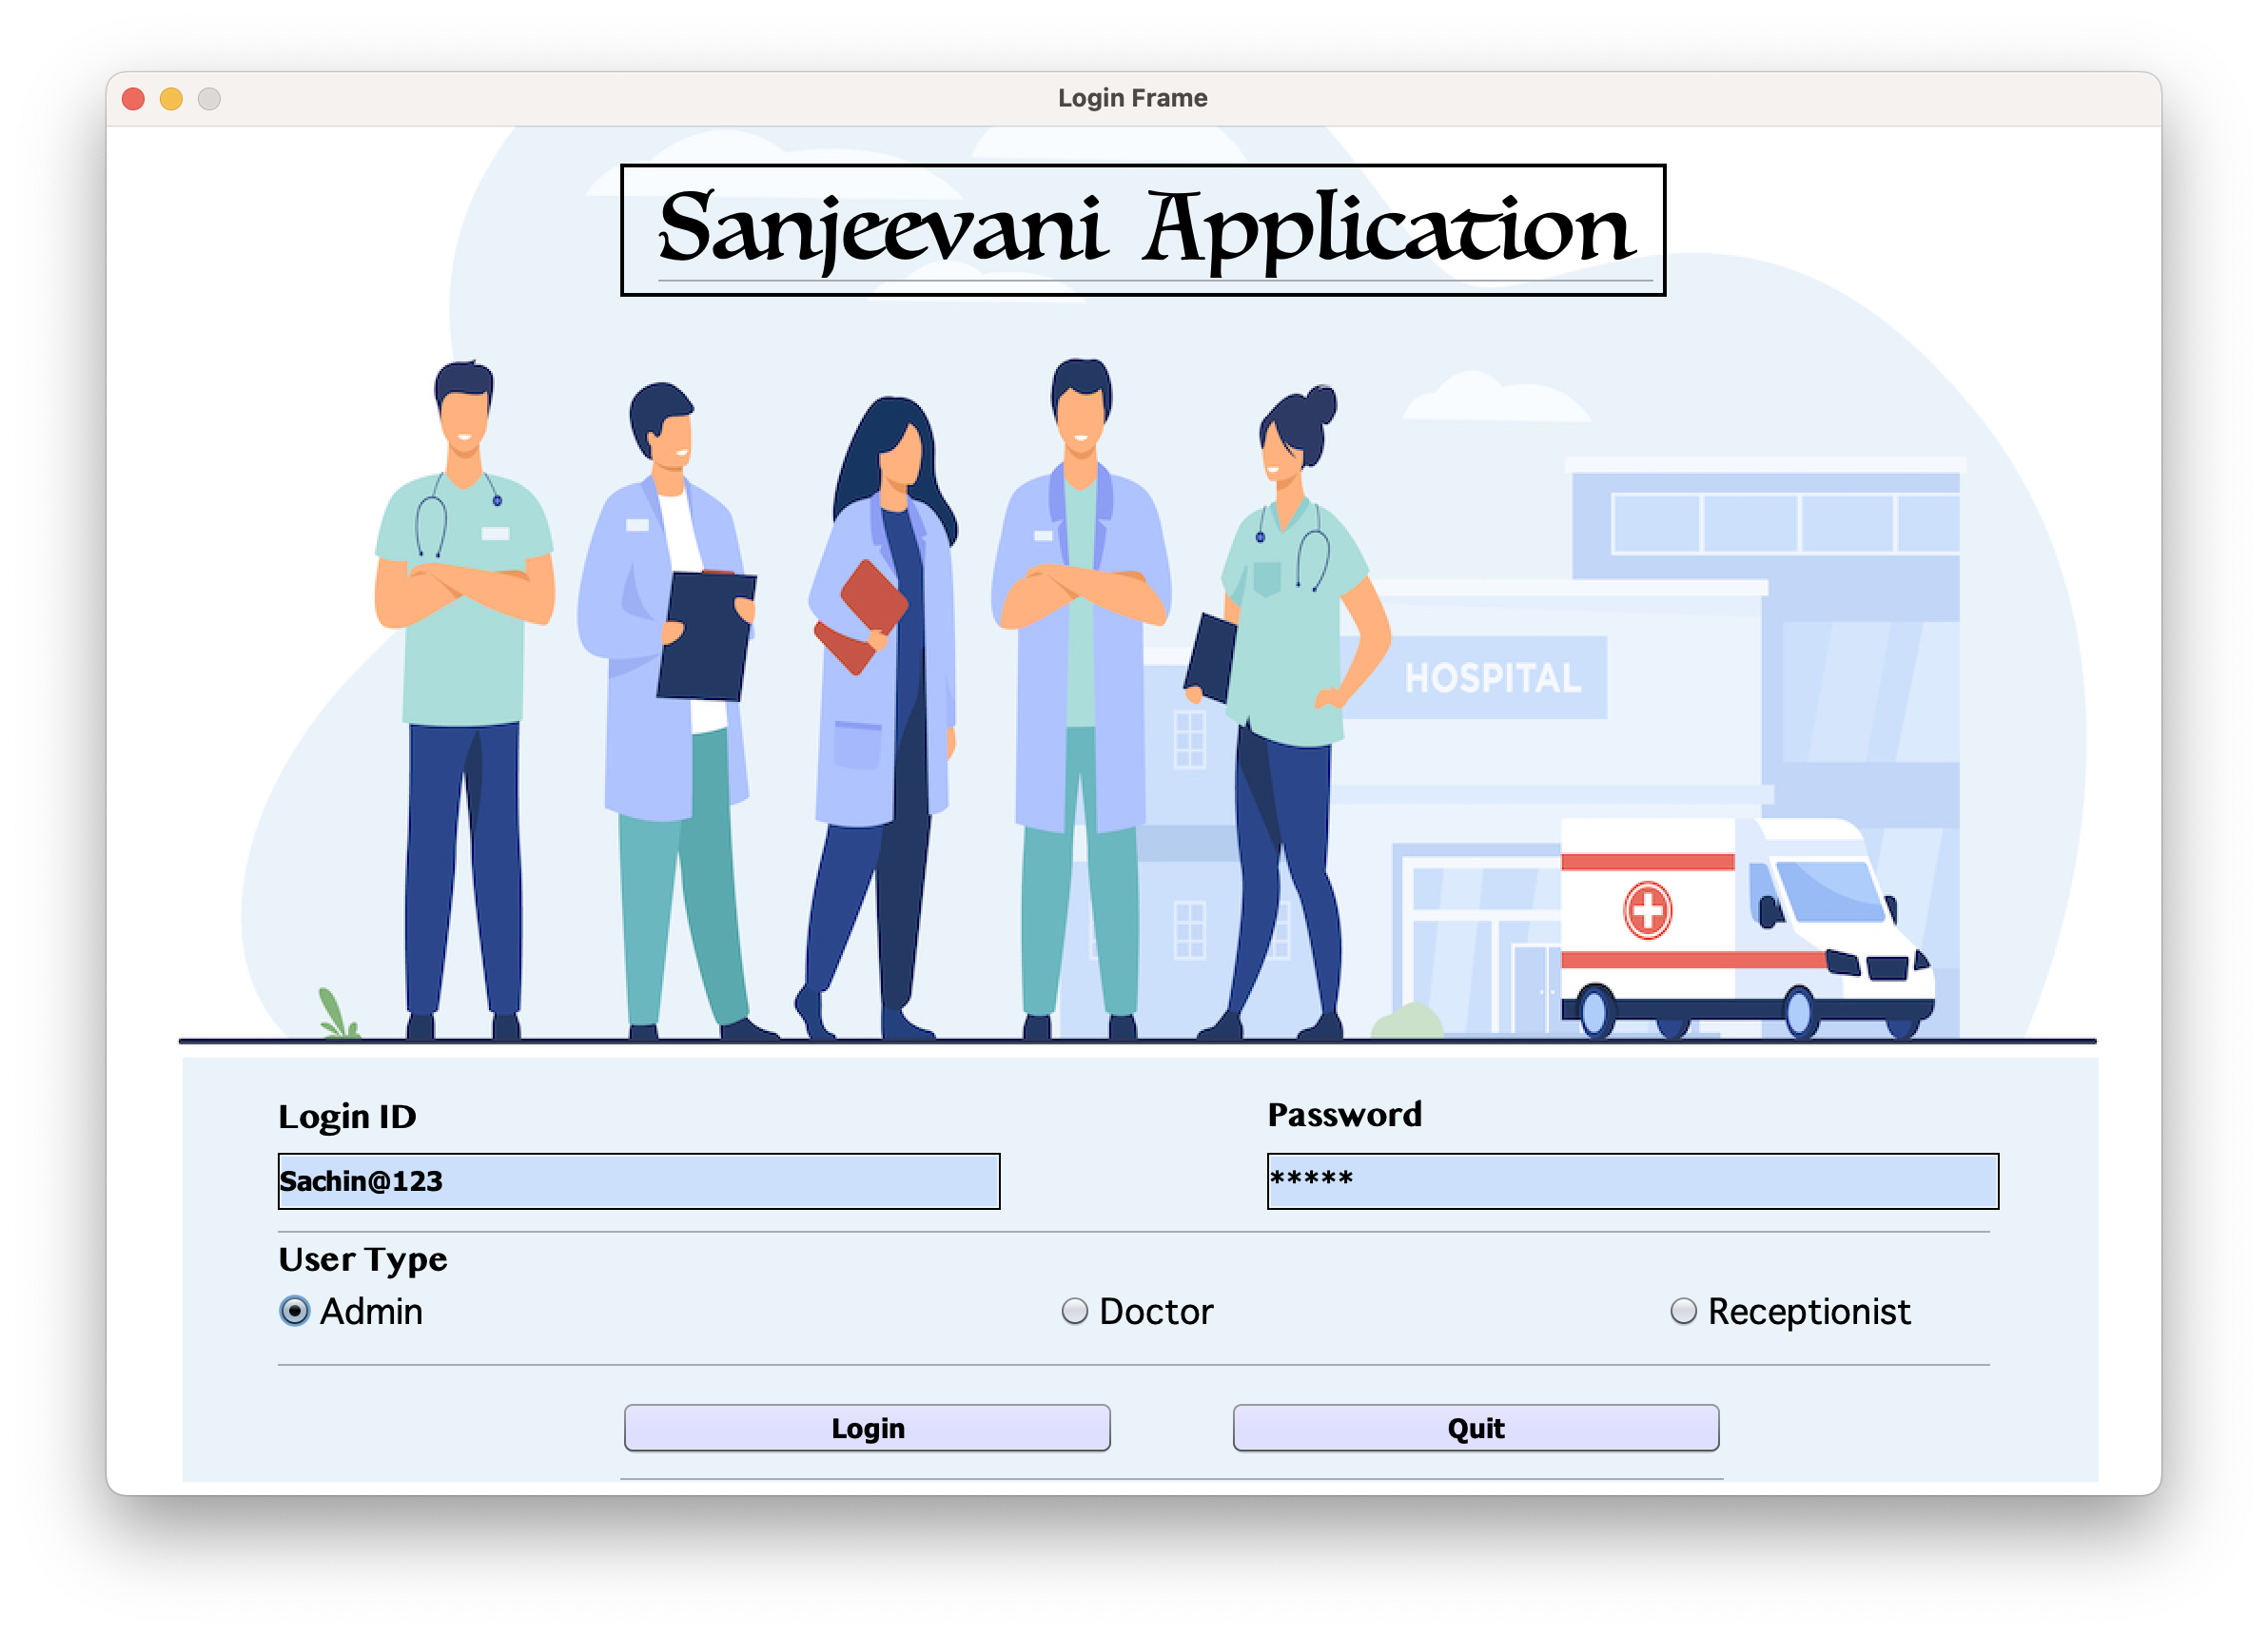 Login Frame
Sanjeevani Application
HOSPITAL
Login ID
Password
Sachin@123
*****
User Type
Admin
Doctor
Receptionist
Login
Quit